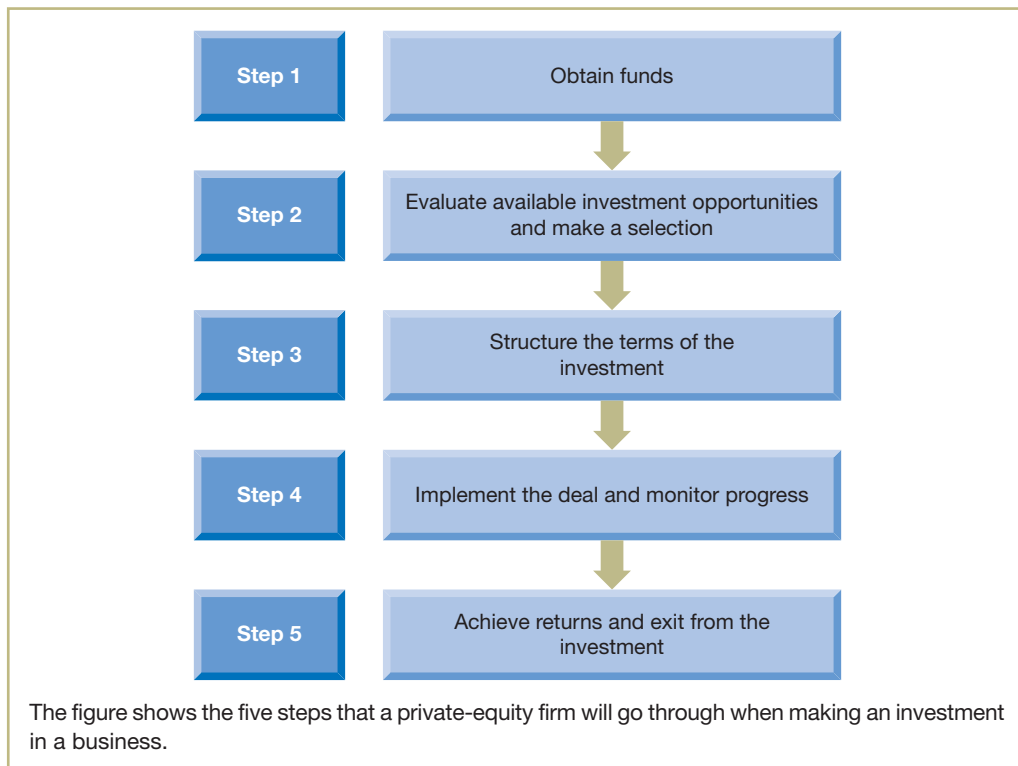 Step 1
Obtain funds
Step 2
Evaluate available investment opportunities
and make a selection
Step 3
Structure the terms of the
investment
Step 4
Implement the deal and monitor progress
Step 5
Achieve returns and exit from the
investment
The figure shows the five steps that a private-equity firm will go through when making an investment
in a business.